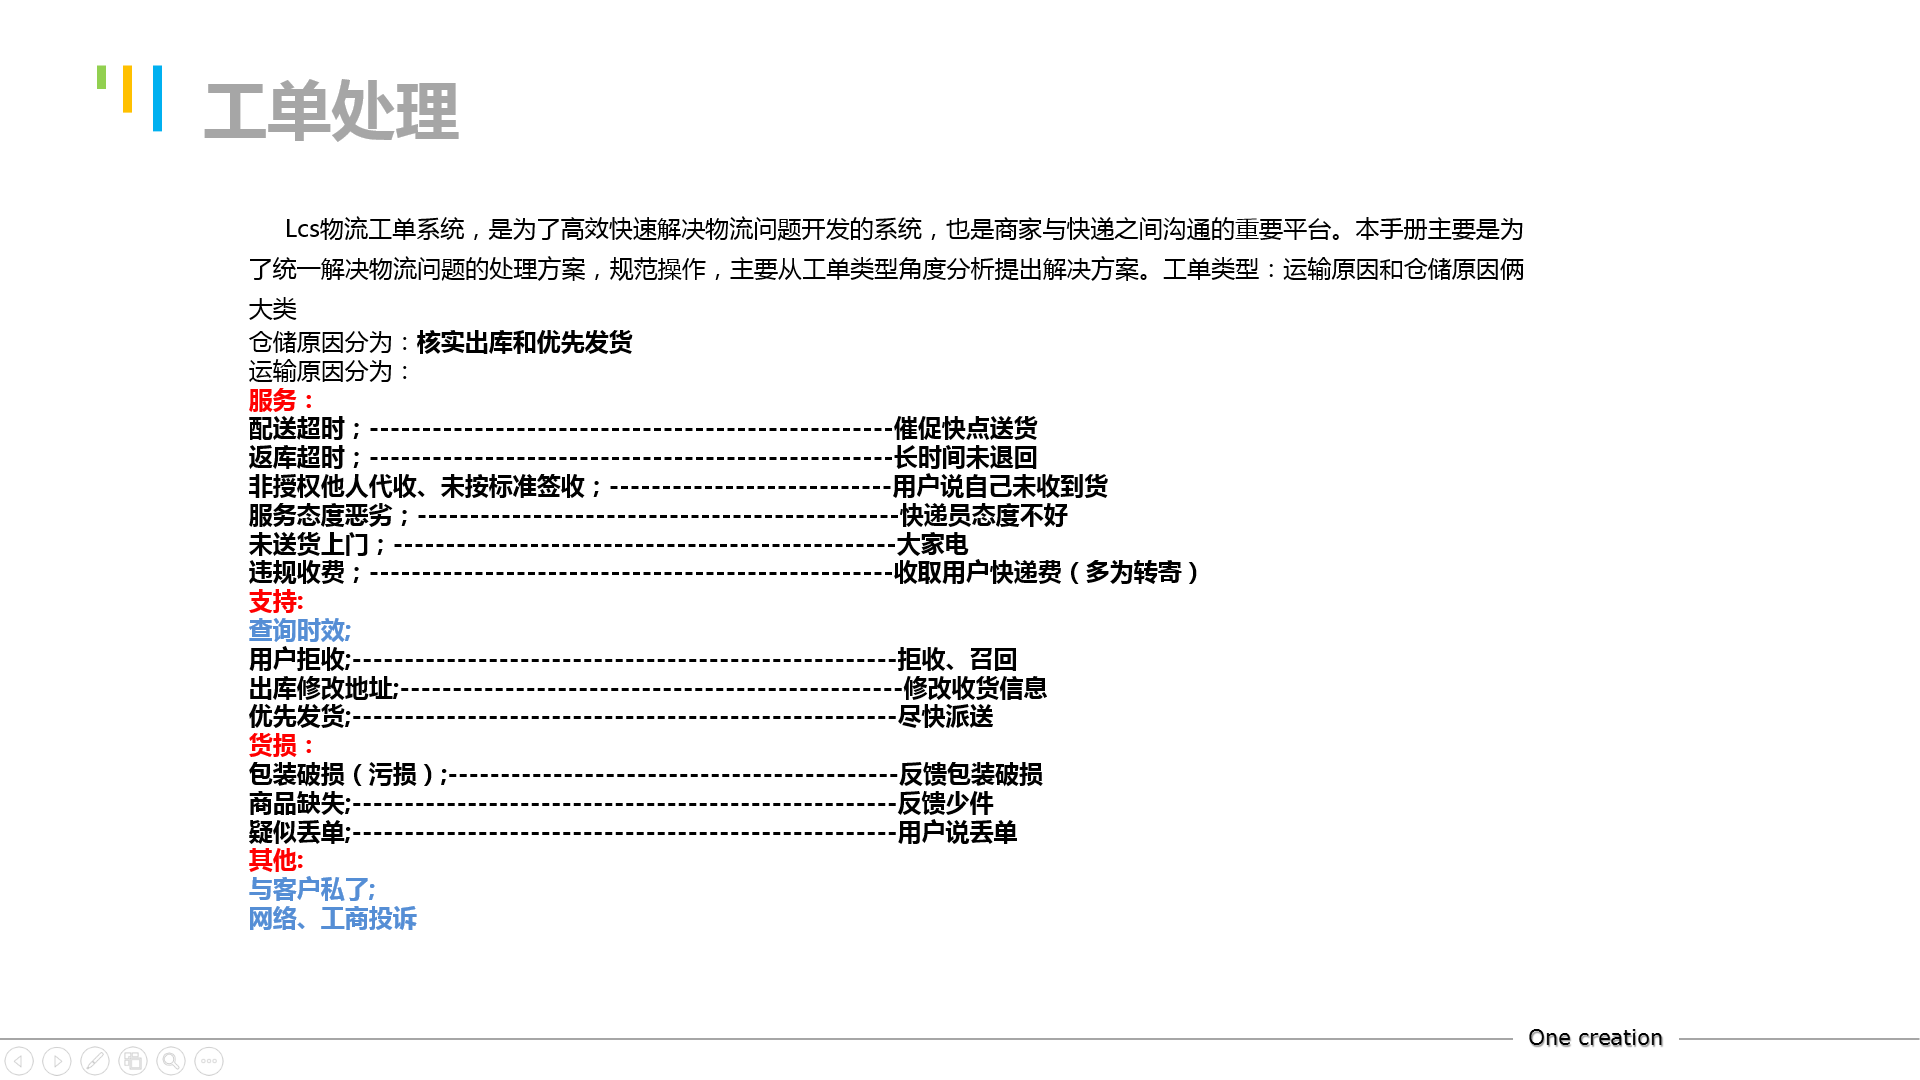 工单处理
Lcs物流工单系统，是为了高效快速解决物流问题开发的系统，也是商家与快递之间沟通的重要平台。本手册主要是为
了统一解决物流问题的处理方案，规范操作，主要从工单类型角度分析提出解决方案。工单类型：运输原因和仓储原因俩
大类
仓储原因分为：核实出库和优先发货
运输原因分为：
服务：
配送超时；--------------------------------------------------催促快点送货
返库超时；--------------------------------------------------长时间未退回
非授权他人代收、未按标准签收；---------------------------用户说自己未收到货
服务态度恶劣；----------------------------------------------快递员态度不好
未送货上门；------------------------------------------------大家电
违规收费；--------------------------------------------------收取用户快递费（多为转寄）
支持:
查询时效;
用户拒收;----------------------------------------------------拒收、召回
出库修改地址;------------------------------------------------修改收货信息
优先发货;----------------------------------------------------尽快派送
货损：
包装破损（污损）;-------------------------------------------反馈包装破损
商品缺失;----------------------------------------------------反馈少件
疑似丢单;----------------------------------------------------用户说丢单
其他:
与客户私了;
网络、工商投诉
One creation